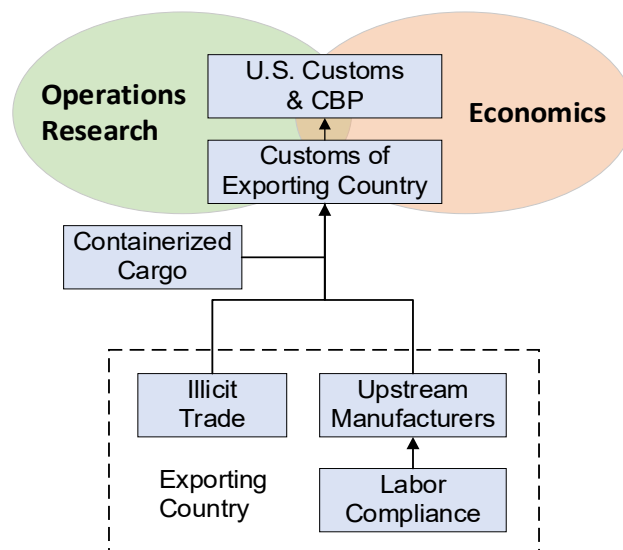 U.S. Customs
& CBP
Operations
Research
Economics
Customs of
Exporting Country
Containerized
Cargo
Illicit
Trade
Upstream
Manufacturers
Exporting
Country
Labor
Compliance